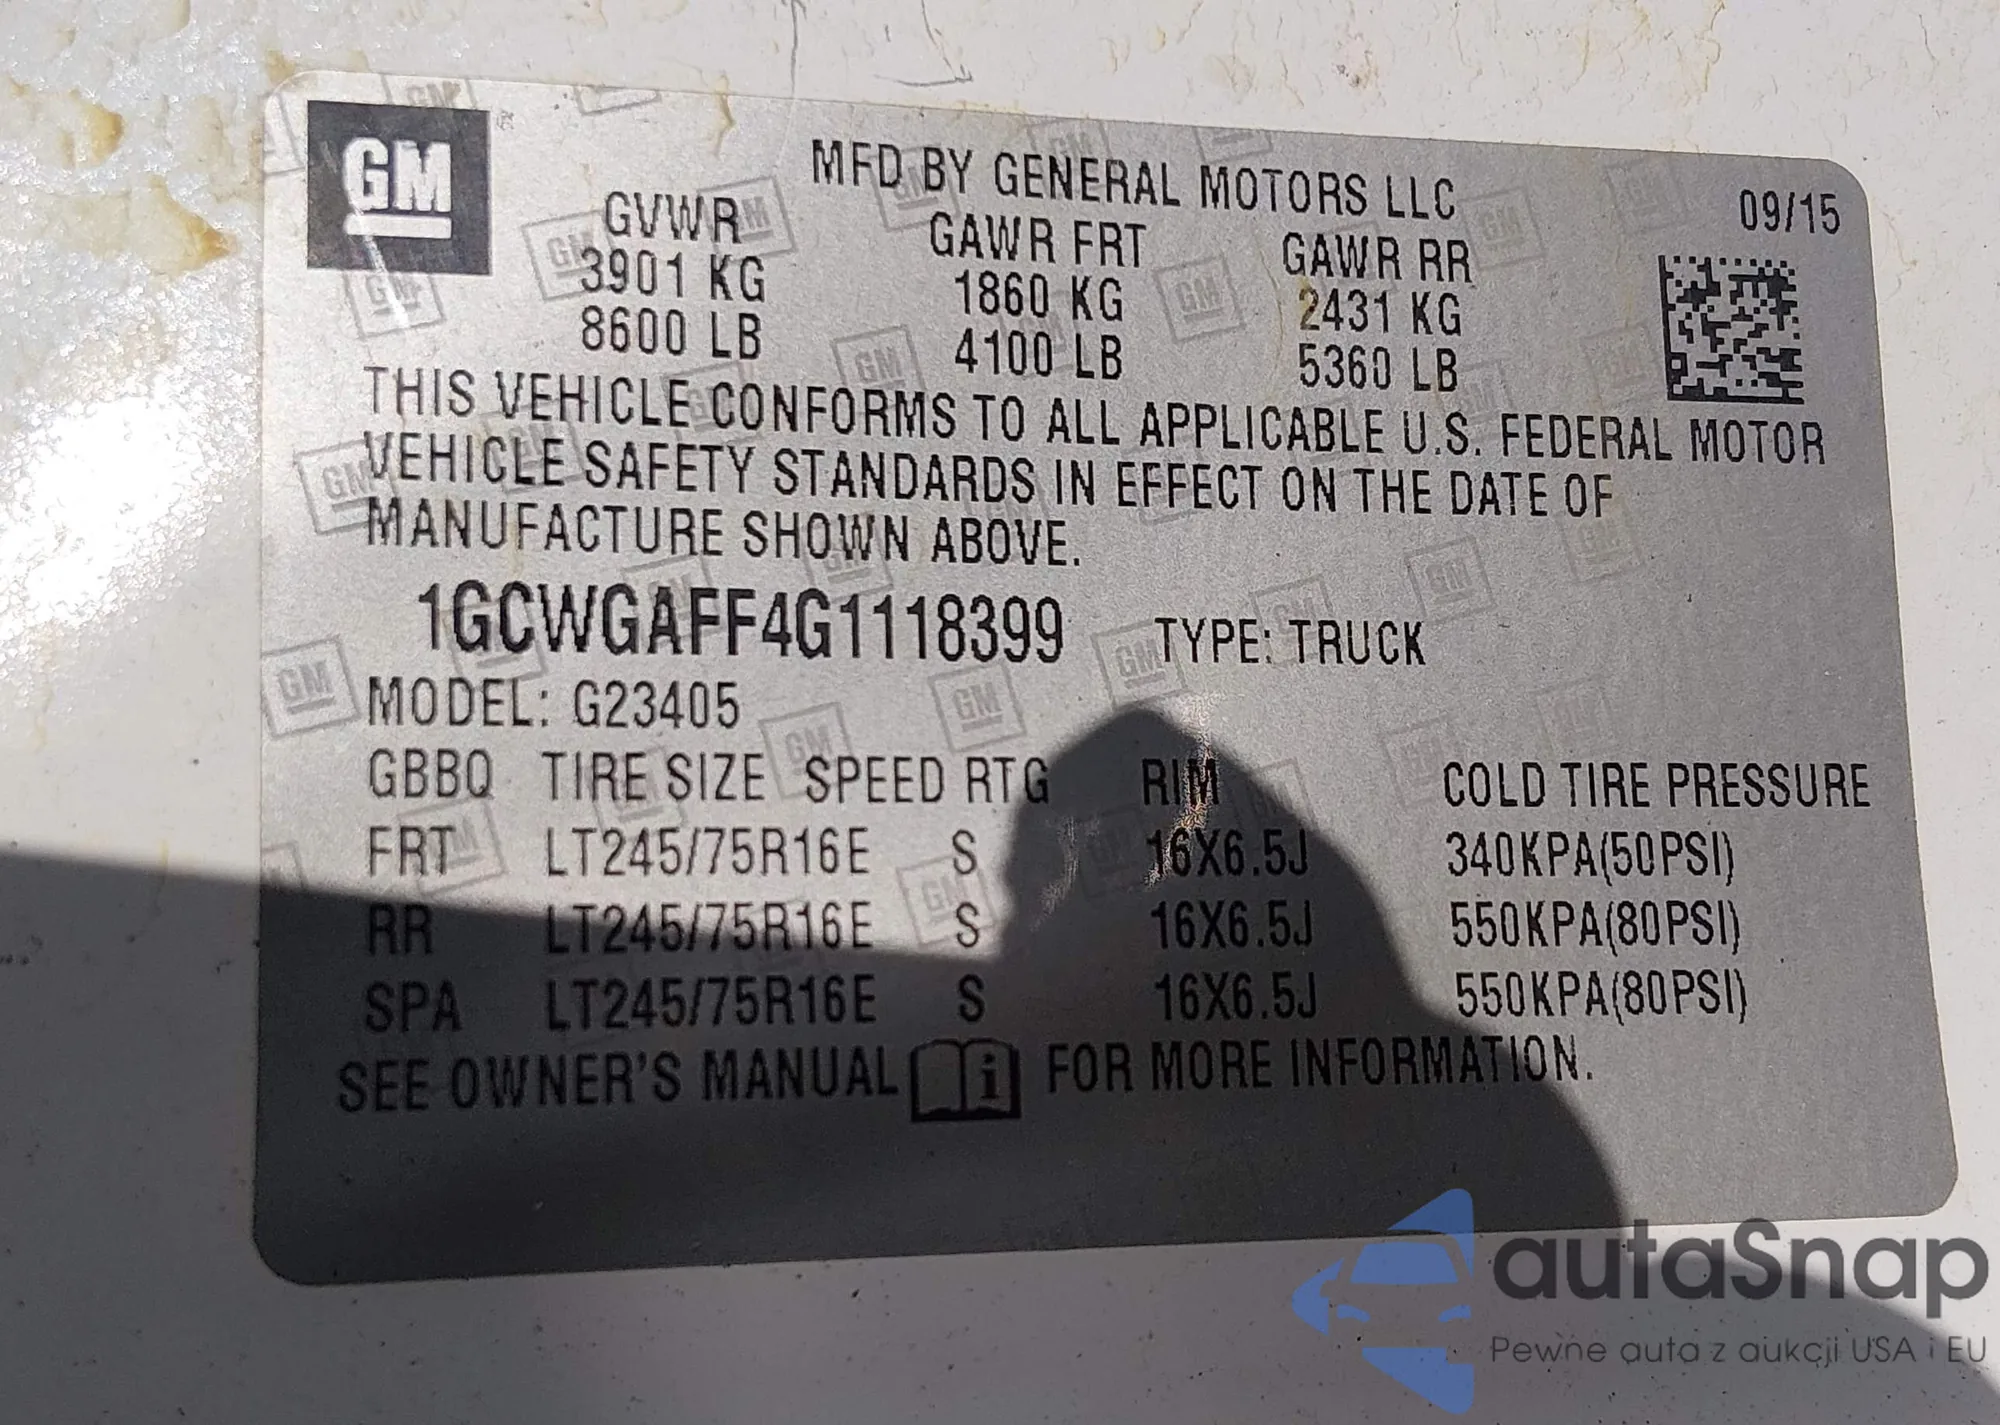 GM
MFD BY GENERAL MOTORS LLC
09/15
GVWR GAWR FRT GAWR RR
3901 KG 1860 KG 2431 KG
8600 LB 4100 LB 5360 LB
THIS VEHICLE CONFORMS TO ALL APPLICABLE U.S. FEDERAL MOTOR
VEHICLE SAFETY STANDARDS IN EFFECT ON THE DATE OF
MANUFACTURE SHOWN ABOVE.
1GCWGAFF4G1118399 TYPE: TRUCK
MODEL: G23405
GBBQ TIRE SIZE SPEED RTG RIM COLD TIRE PRESSURE
FRT LT245/75R16E S 16X6.5J 340KPA(50PSI)
RR LT245/75R16E S 16X6.5J 550KPA(80PSI)
SPA LT245/75R16E S 16X6.5J 550KPA(80PSI)
SEE OWNER'S MANUAL i FOR MORE INFORMATION.
autaSnap
Pewne auta z aukcji USA i EU